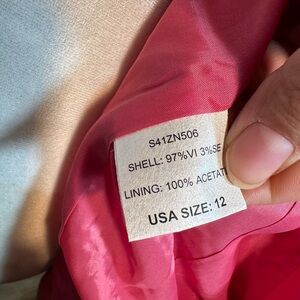 S41ZN506
SHELL: 97%VI 3%SE
LINING: 100% ACETAT
USA SIZE: 12